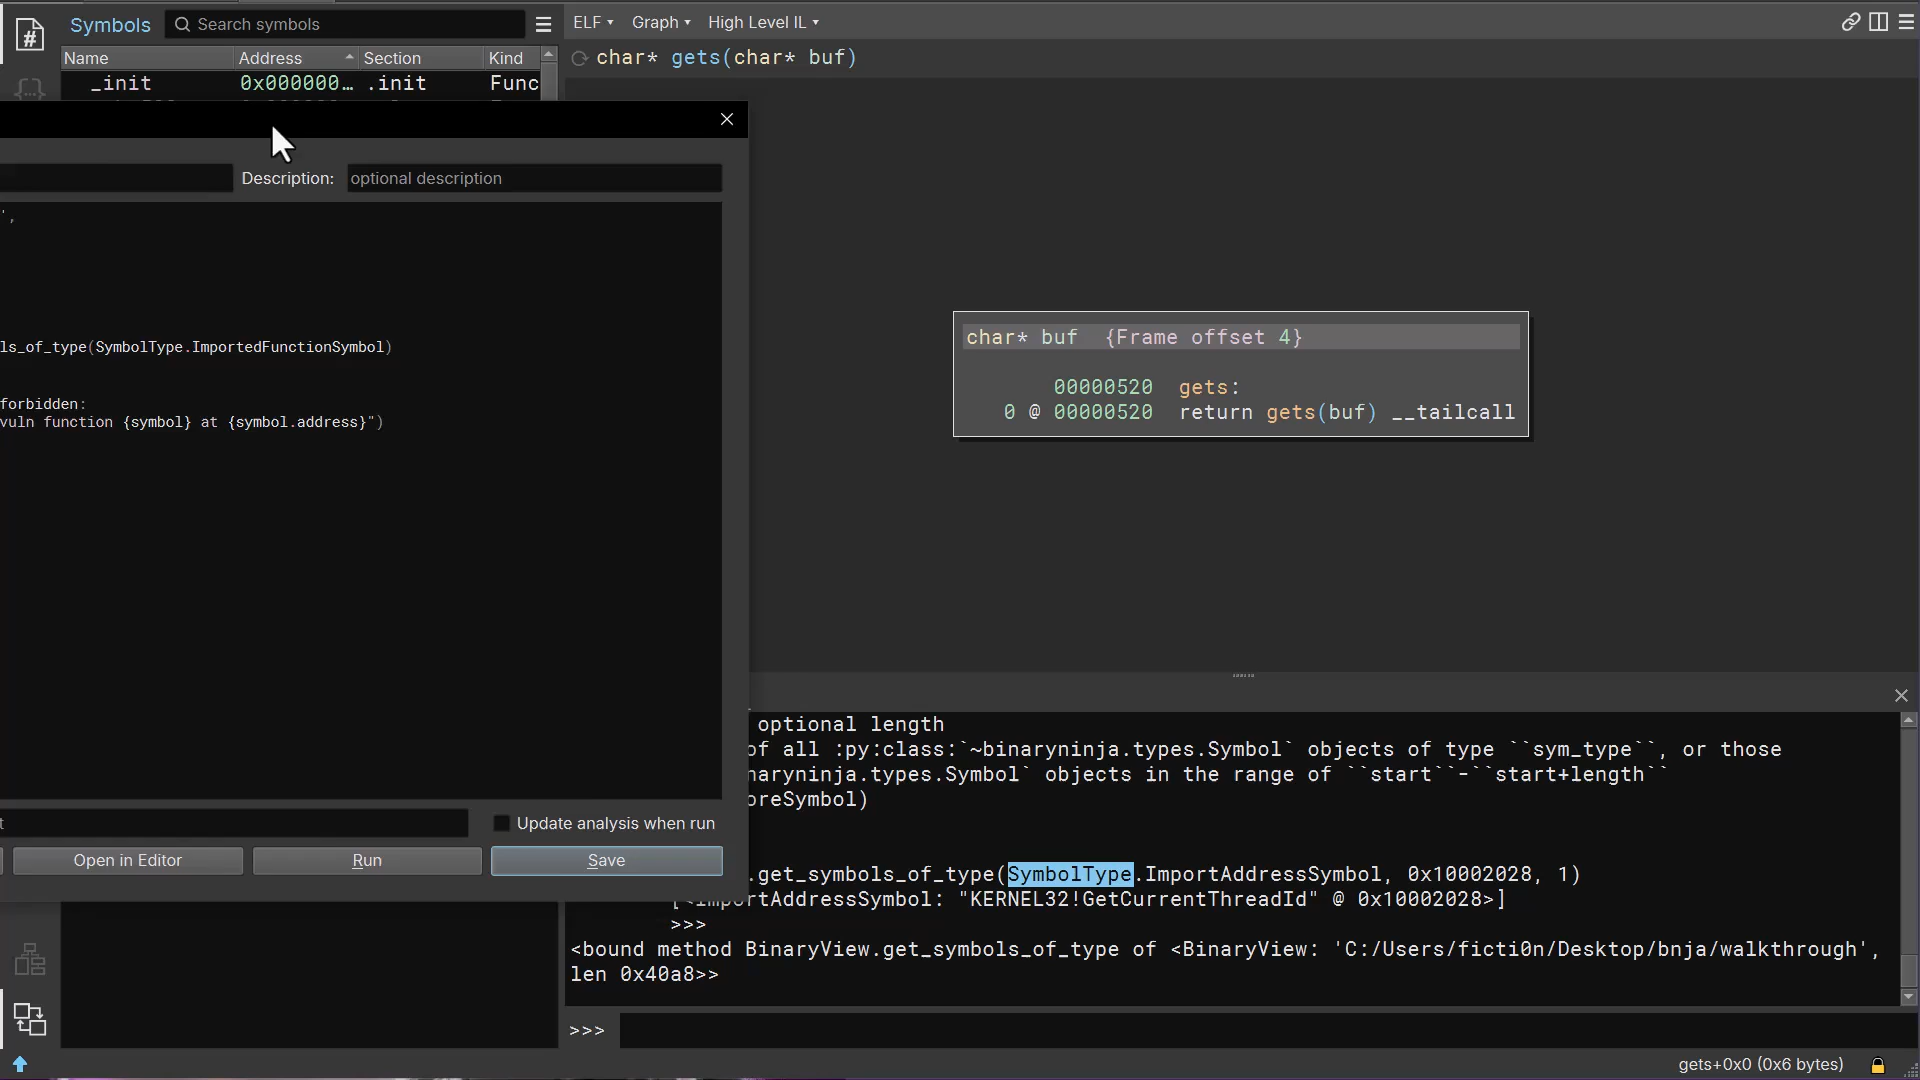 Symbols
Search symbols
ELF
Graph
High Level IL
Name
Address
Section
Kind
char* gets(char* buf)
_init
0x000000…
.init
Func
Description:
optional description
',
ls_of_type(SymbolType.ImportedFunctionSymbol)
forbidden:
vuln function {symbol} at {symbol.address}")
char* buf {Frame offset 4}
00000520 gets:
0 @ 00000520 return gets(buf) __tailcall
t
Update analysis when run
Open in Editor
Run
Save
optional length
of all :py:class:`~binaryninja.types.Symbol` objects of type ``sym_type``, or those
naryninja.types.Symbol` objects in the range of ``start``-``start+length``
oreSymbol)
.get_symbols_of_type(SymbolType.ImportAddressSymbol, 0x10002028, 1)
[<ImportAddressSymbol: "KERNEL32!GetCurrentThreadId" @ 0x10002028>]
>>>
<bound method BinaryView.get_symbols_of_type of <BinaryView: 'C:/Users/ficti0n/Desktop/bnja/walkthrough',
len 0x40a8>>
>>>
gets+0x0 (0x6 bytes)